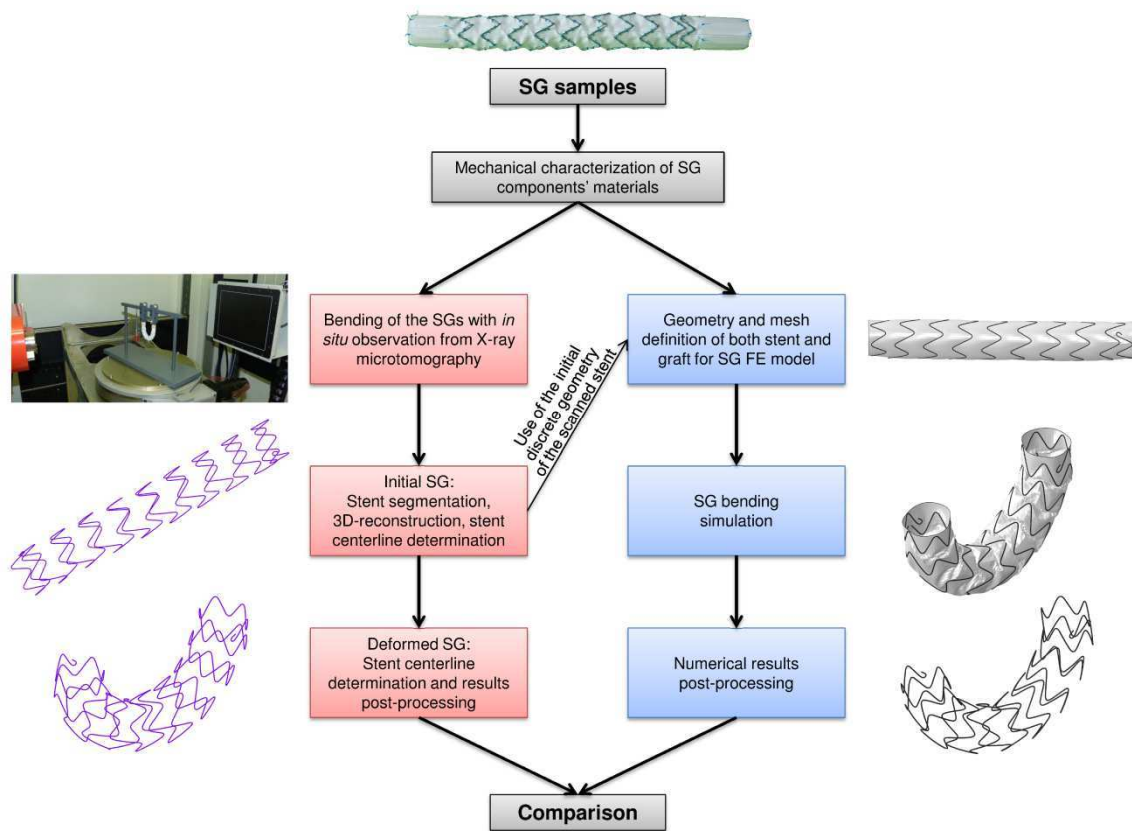 SG samples
Mechanical characterization of SG
components' materials
Bending of the SGs with in
situ observation from X-ray
microtomography
Geometry and mesh
definition of both stent and
graft for SG FE model
Use of the initial
discrete geometry
of the scanned stent
Initial SG:
Stent segmentation,
3D-reconstruction, stent
centerline determination
SG bending
simulation
Deformed SG:
Stent centerline
determination and results
post-processing
Numerical results
post-processing
Comparison